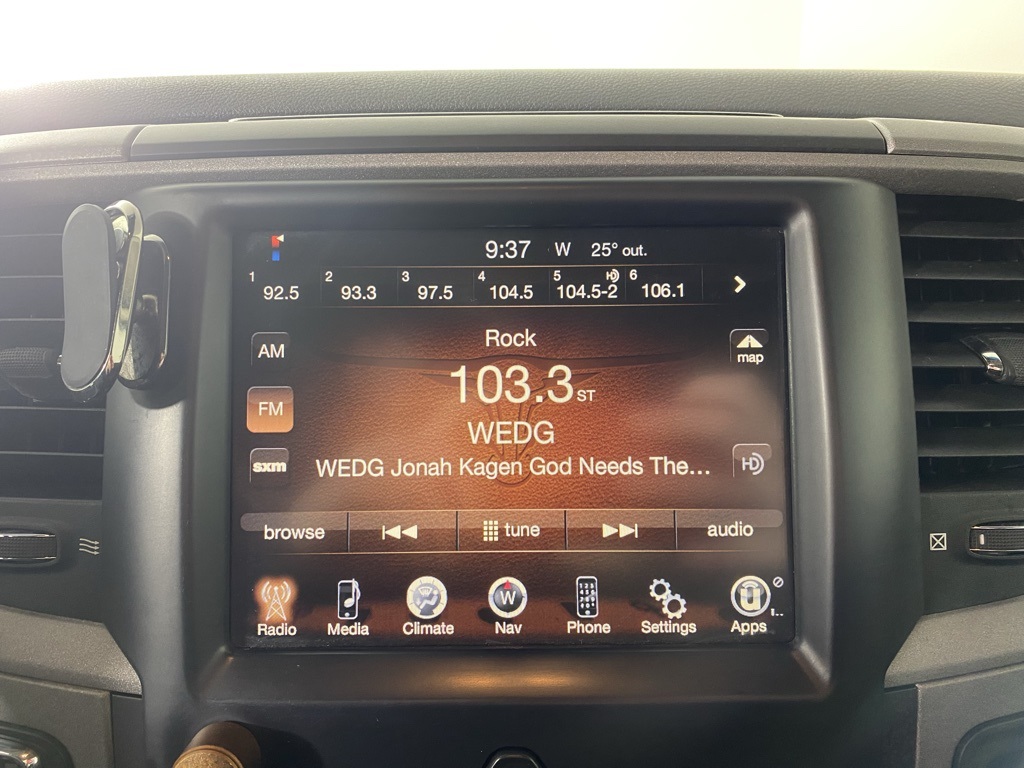 9:37 W 25° out.
1 92.5 2 93.3 3 97.5 4 104.5 5 HD 104.5-2 6 106.1
Rock
AM
map
103.3 ST
FM
WEDG
sxm WEDG Jonah Kagen God Needs The... HD
browse tune audio
W
Radio Media Climate Nav Phone Settings Apps